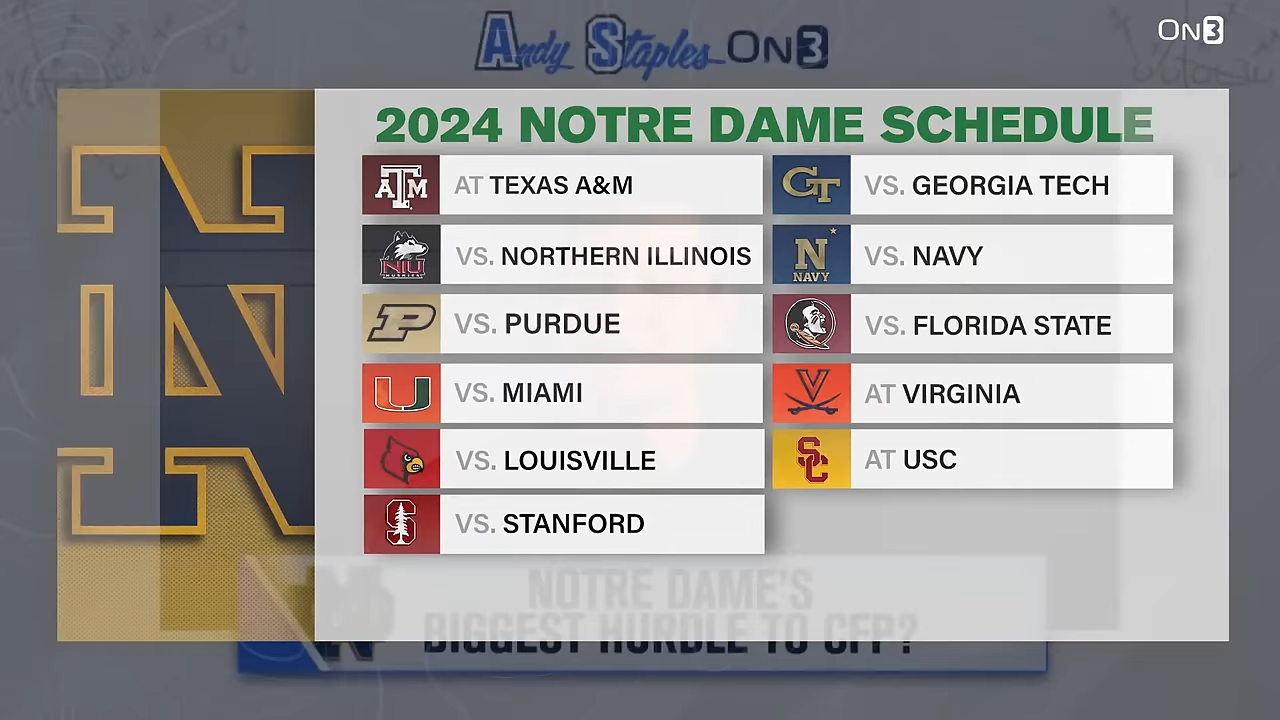 Andy Staples ON3
ON3
2024 NOTRE DAME SCHEDULE
ATM
AT TEXAS A&M
NIU
HUSKIES
VS. NORTHERN ILLINOIS
P
VS. PURDUE
U
VS. MIAMI
VS. LOUISVILLE
S
VS. STANFORD
GT
VS. GEORGIA TECH
N
NAVY
VS. NAVY
VS. FLORIDA STATE
V
AT VIRGINIA
SC
AT USC
NOTRE DAME'S
BIGGEST HURDLE TO CFP?